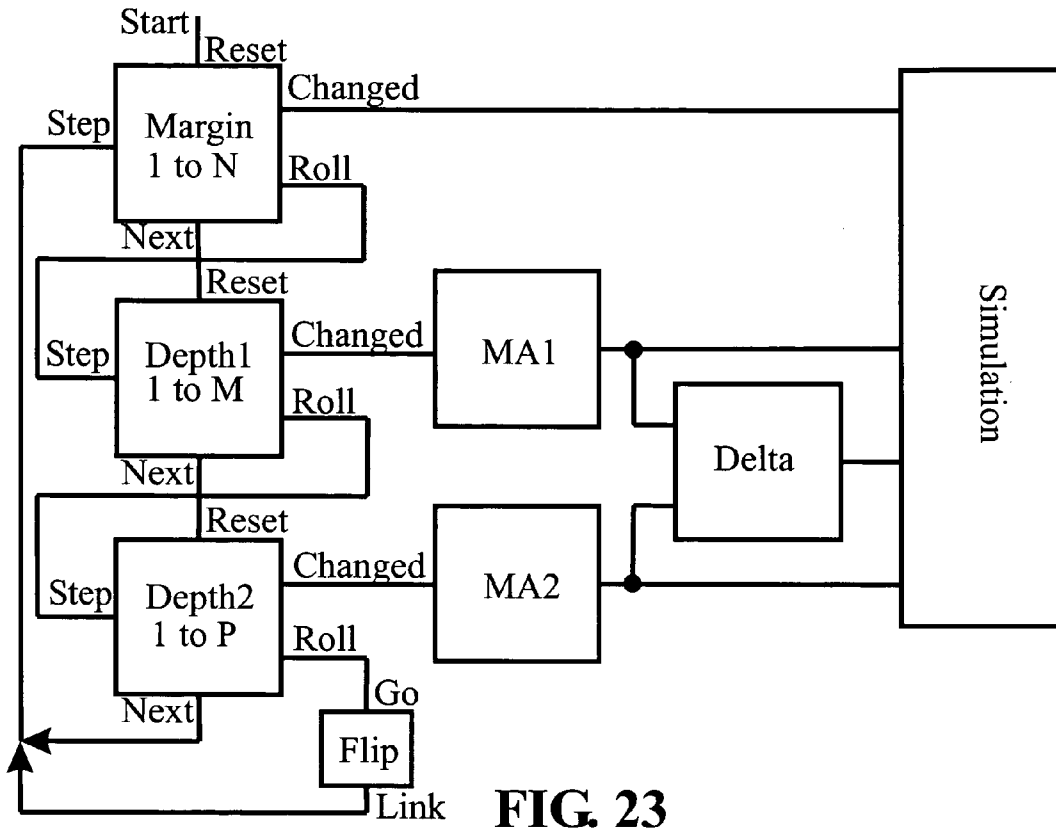 Start
Reset
Changed
Step
Margin
1 to N
Roll
Next
Reset
Changed
Step
Depth1
1 to M
MA1
Roll
Simulation
Delta
Next
Reset
Changed
Step
Depth2
1 to P
MA2
Roll
Next
Go
Flip
Link
FIG. 23